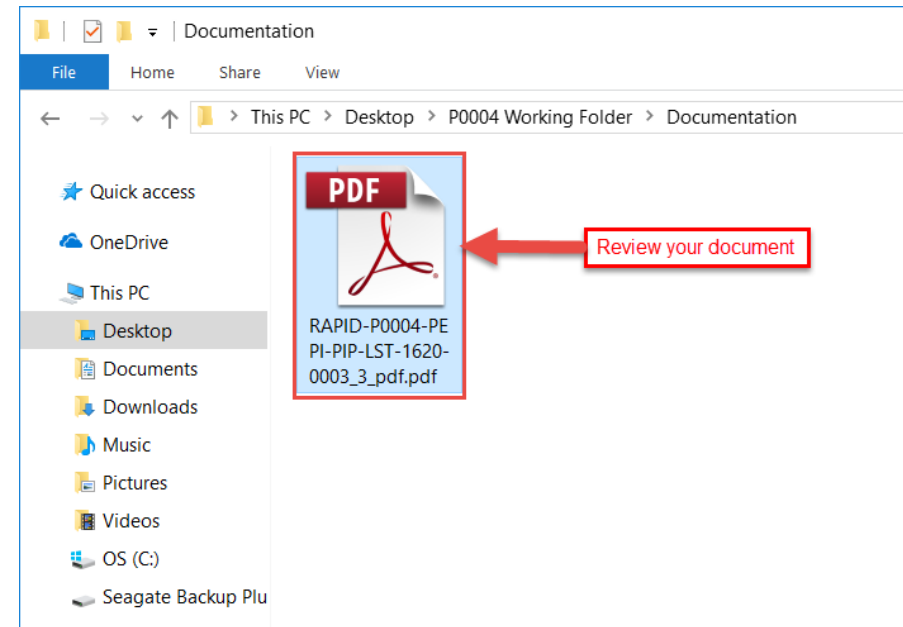 Documentation
File Home Share View
This PC > Desktop > P0004 Working Folder > Documentation
Quick access
OneDrive
This PC
Desktop
Documents
Downloads
Music
Pictures
Videos
OS (C:)
Seagate Backup Plu
PDF
RAPID-P0004-PE
PI-PIP-LST-1620-
0003_3_pdf.pdf
Review your document